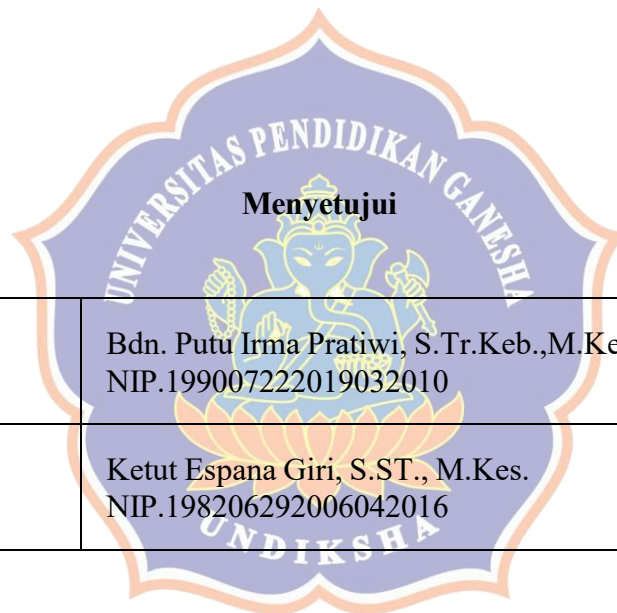 UNIVERSITAS PENDIDIKAN GANESHA
Menyetujui
Bdn. Putu Irma Pratiwi, S.Tr.Keb.,M.Ke
NIP.199007222019032010
Ketut Espana Giri, S.ST., M.Kes.
NIP.198206292006042016
UNDIKSHA